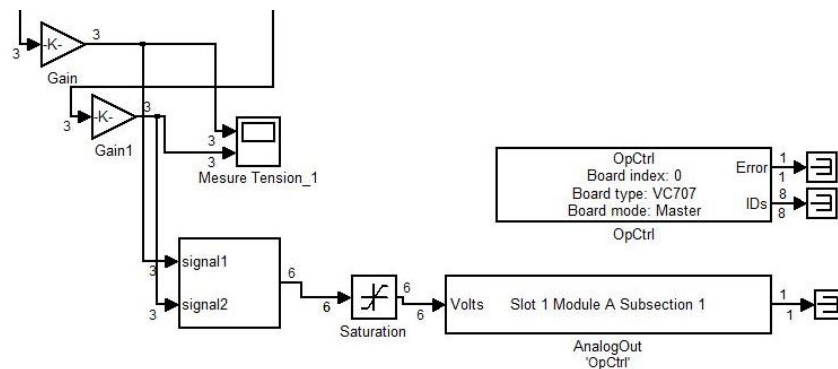 3
-K-
3
Gain
3
-K-
3
Gain1
3
3
Mesure Tension_1
OpCtrl
Board index: 0
Board type: VC707
Board mode: Master
Error
1
1
IDs
8
8
OpCtrl
3
signal1
3
signal2
6
6
Saturation
6
6
Volts
Slot 1 Module A Subsection 1
1
1
AnalogOut
'OpCtrl'